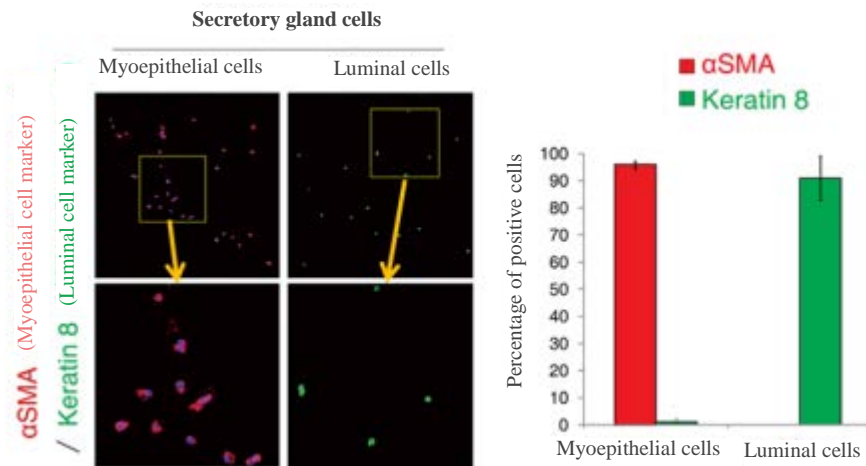 Secretory gland cells
Myoepithelial cells
Luminal cells
αSMA (Myoepithelial cell marker)
/ Keratin 8 (Luminal cell marker)
αSMA
Keratin 8
Percentage of positive cells
100
90
80
70
60
50
40
30
20
10
0
Myoepithelial cells
Luminal cells